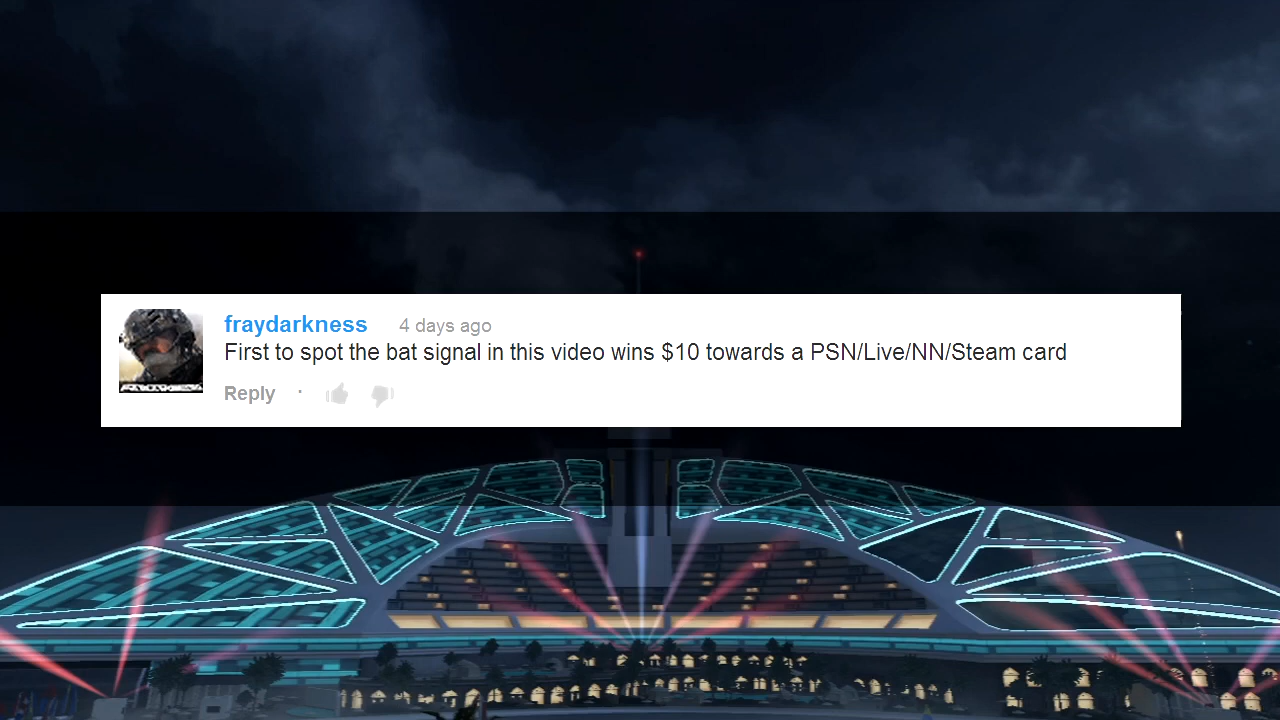 fraydarkness 4 days ago
First to spot the bat signal in this video wins $10 towards a PSN/Live/NN/Steam card
Reply ·